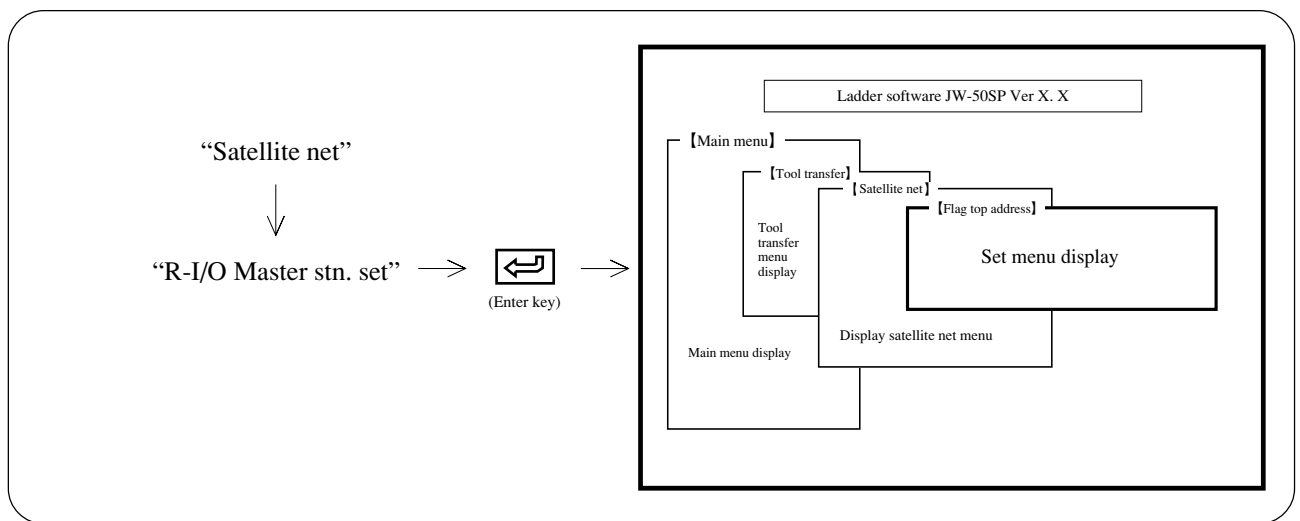 “Satellite net”
“R-I/O Master stn. set”
(Enter key)
Ladder software JW-50SP Ver X. X
【Main menu】
【Tool transfer】
【Satellite net】
【Flag top address】
Tool
transfer
menu
display
Set menu display
Display satellite net menu
Main menu display